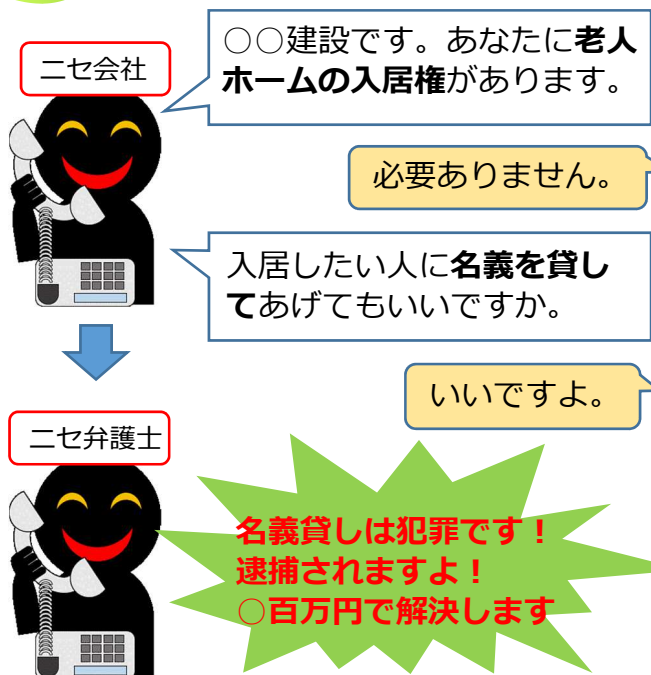 ニセ会社
○○建設です。あなたに老人
ホームの入居権があります。
必要ありません。
入居したい人に名義を貸し
てあげてもいいですか。
いいですよ。
ニセ弁護士
名義貸しは犯罪です！
逮捕されますよ！
○百万円で解決します